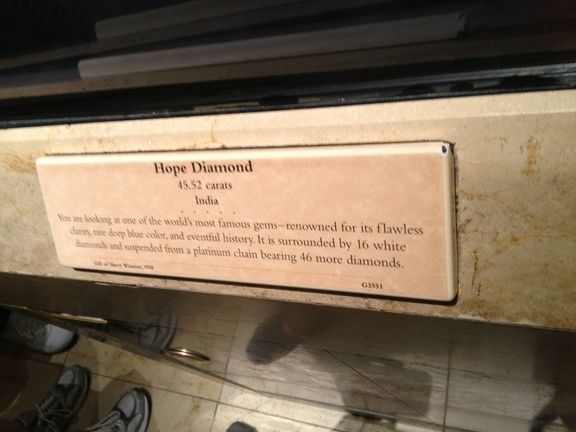 Hope Diamond
45.52 carats
India
You are looking at one of the world's most famous gems—renowned for its flawless
clarity, rare deep blue color, and eventful history. It is surrounded by 16 white
diamonds and suspended from a platinum chain bearing 46 more diamonds.
Gift of Harry Winston, 1958
G3551